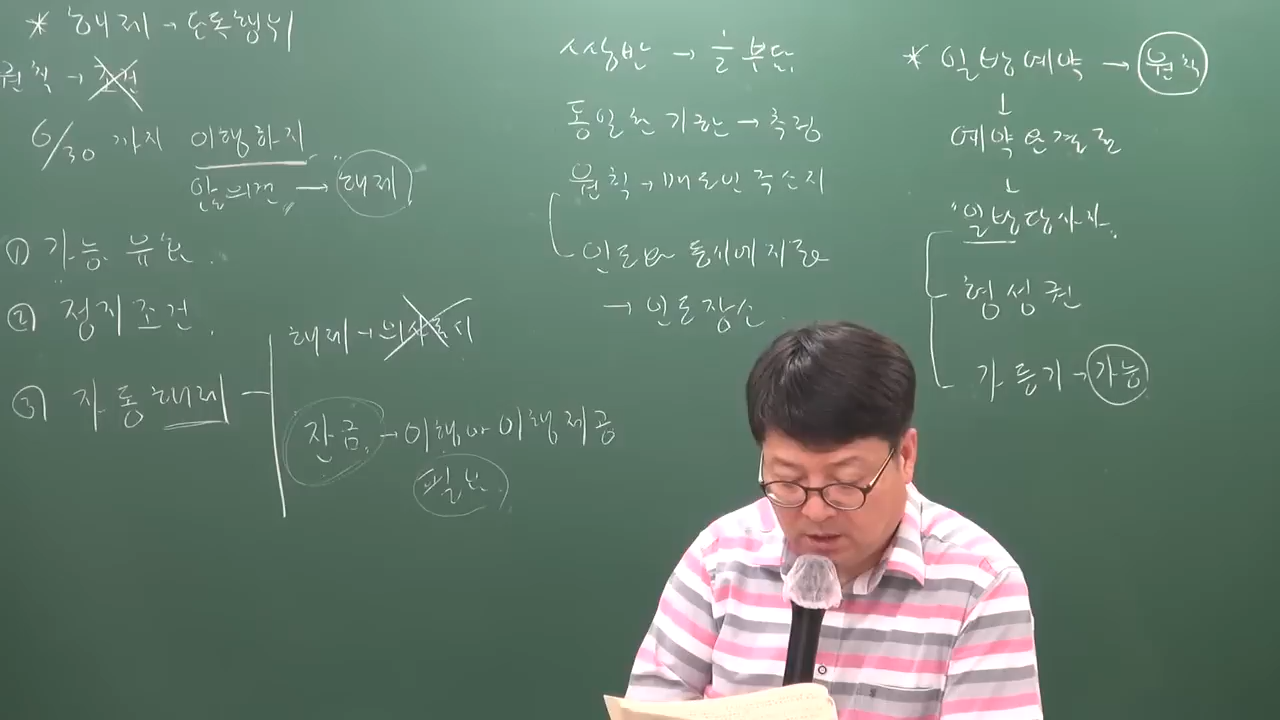 * 해제 → 단독행위
원칙 → 조건
6/30 까지 이행하지
않으면, → "해제"
① 가능 유효.
② 정지조건.
③ 자동해제
해제 → 의사표시
잔금. → 이행 or 이행제공
필요.
→ 반 부담.
동일한 기한 → 추정
원칙 → 매도인 주소지
인도와 동시에 지급
→ 인도장소.
* 일방예약 → 원칙
↓
예약완결권
↓
"일방당사자.
형성권
가등기 → 가능